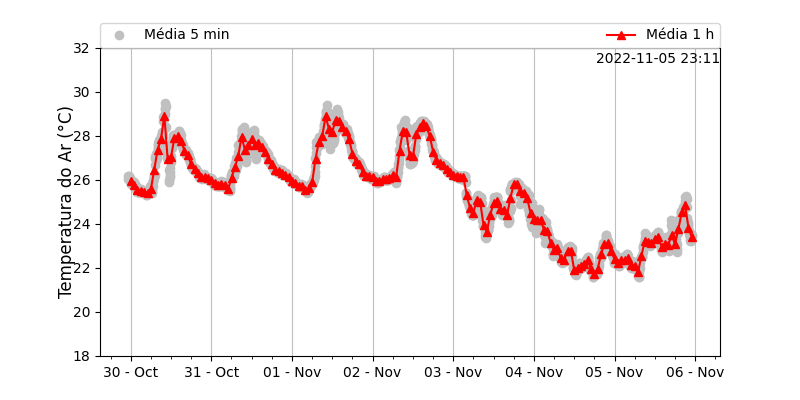 Média 5 min
Média 1 h
2022-11-05 23:11
Temperatura do Ar (°C)
32
30
28
26
24
22
20
18
30 - Oct
31 - Oct
01 - Nov
02 - Nov
03 - Nov
04 - Nov
05 - Nov
06 - Nov